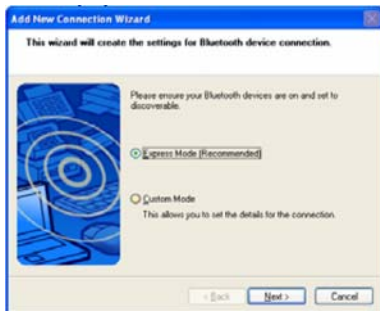 Add New Connection Wizard
This wizard will create the settings for Bluetooth device connection.
Please ensure your Bluetooth devices are on and set to
discoverable.
Express Mode (Recommended)
Custom Mode
This allows you to set the details for the connection.
< Back Next > Cancel